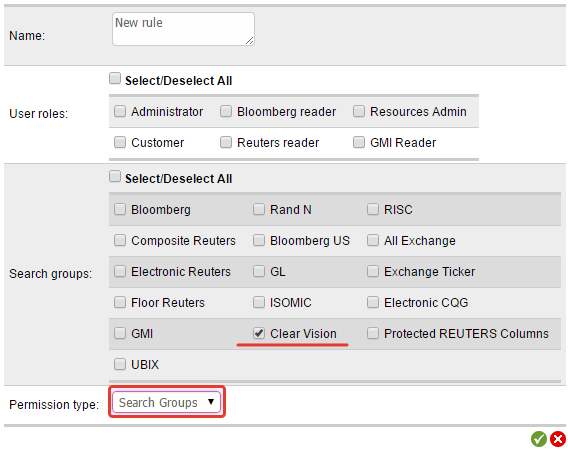 Name: New rule
Select/Deselect All
User roles:
Administrator Bloomberg reader Resources Admin
Customer Reuters reader GMI Reader
Select/Deselect All
Search groups:
Bloomberg Rand N RISC
Composite Reuters Bloomberg US All Exchange
Electronic Reuters GL Exchange Ticker
Floor Reuters ISOMIC Electronic CQG
GMI Clear Vision Protected REUTERS Columns
UBIX
Permission type: Search Groups